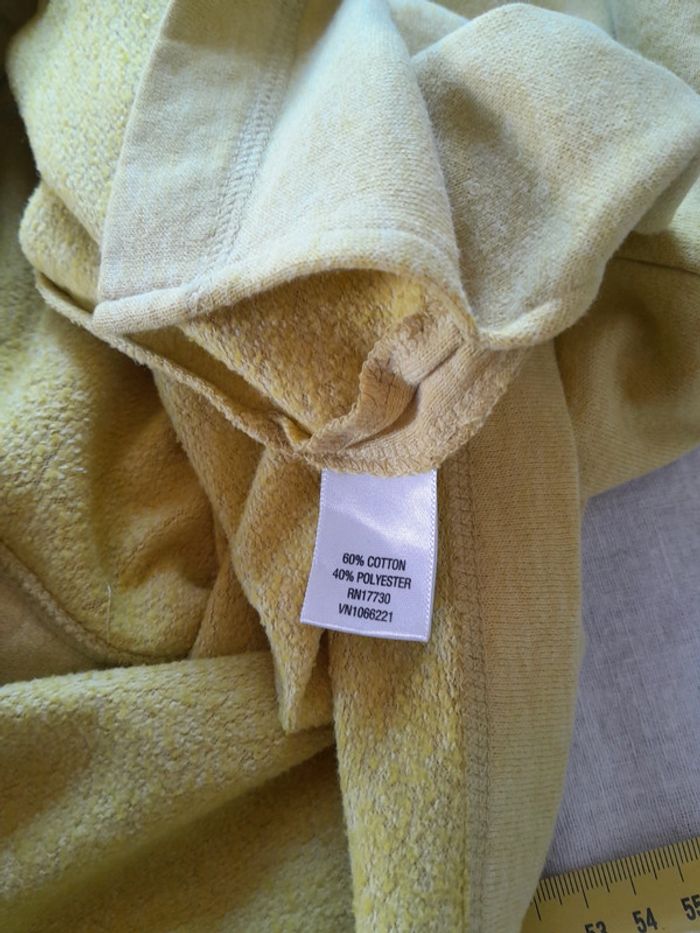 60% COTTON
40% POLYESTER
RN17730
VN1066221
53 54 55